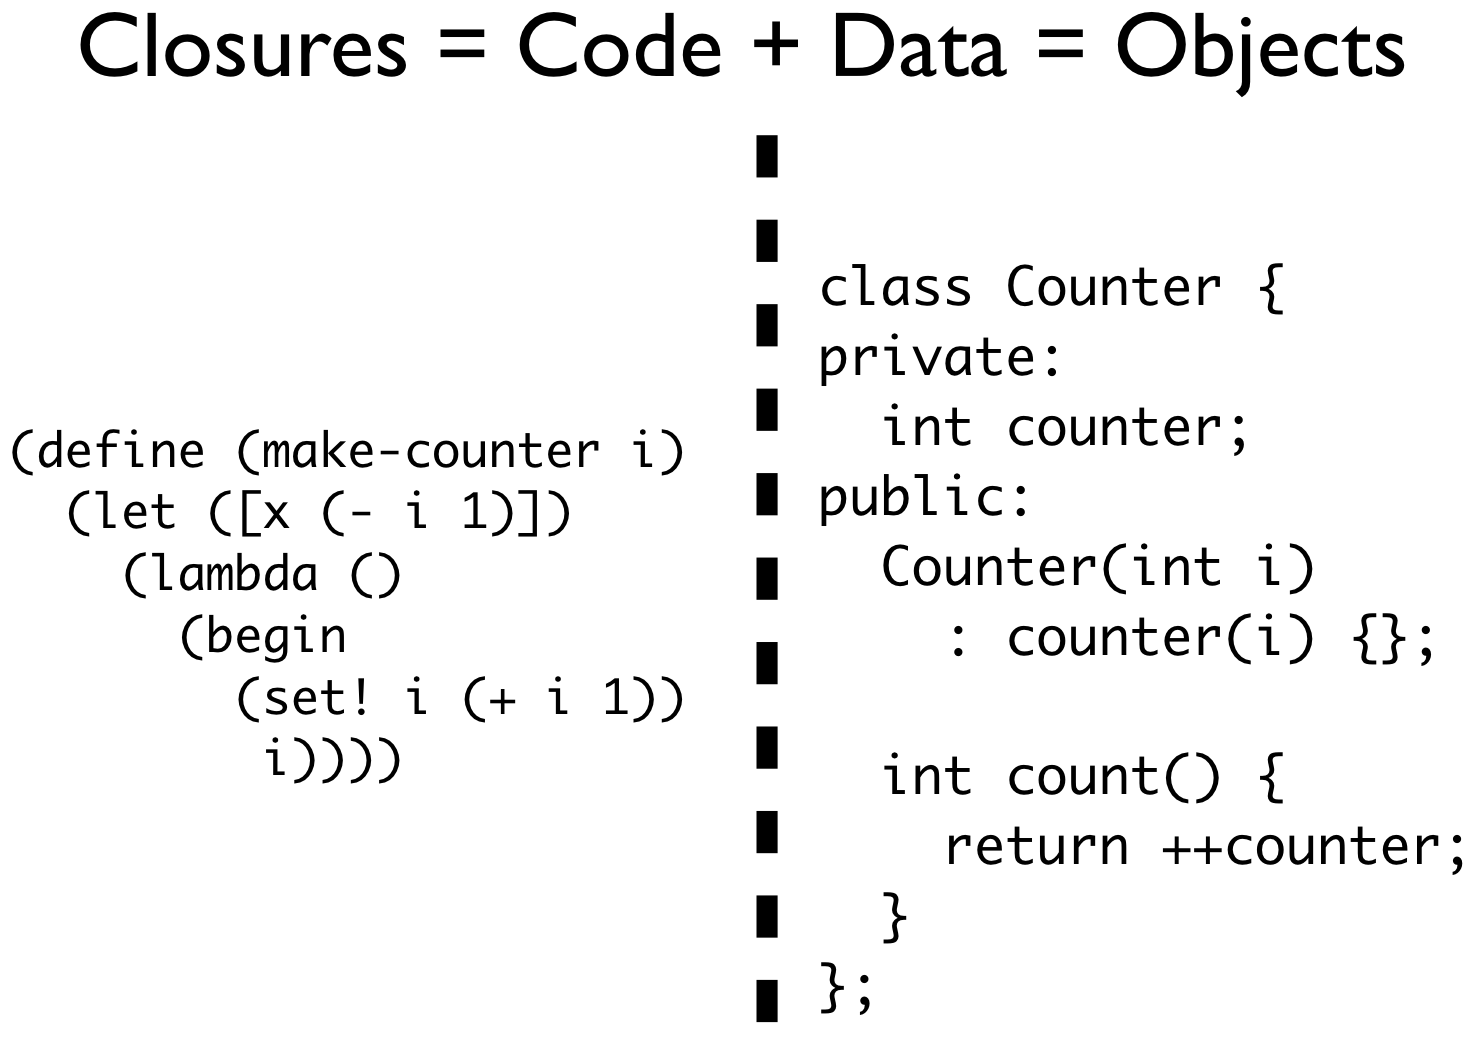 Closures = Code + Data = Objects
(define (make-counter i)
  (let ([x (- i 1)])
    (lambda ()
      (begin
        (set! i (+ i 1))
         i))))
class Counter {
private:
  int counter;
public:
  Counter(int i)
    : counter(i) {};
  int count() {
    return ++counter;
  }
};